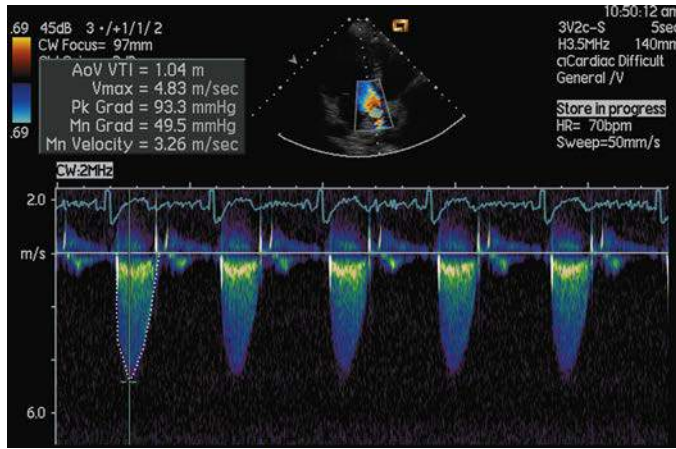 .69 45dB 3 •/+1/1/ 2
CW Focus= 97mm
AoV VTI = 1.04 m
Vmax = 4.83 m/sec
Pk Grad = 93.3 mmHg
Mn Grad = 49.5 mmHg
Mn Velocity = 3.26 m/sec
.69
10:50:12 am
3V2c-S 5sec
H3.5MHz 140mm
Cardiac Difficult
General /V
Store in progress
HR= 70bpm
Sweep=50mm/s
CW:2MHz
2.0
m/s
6.0